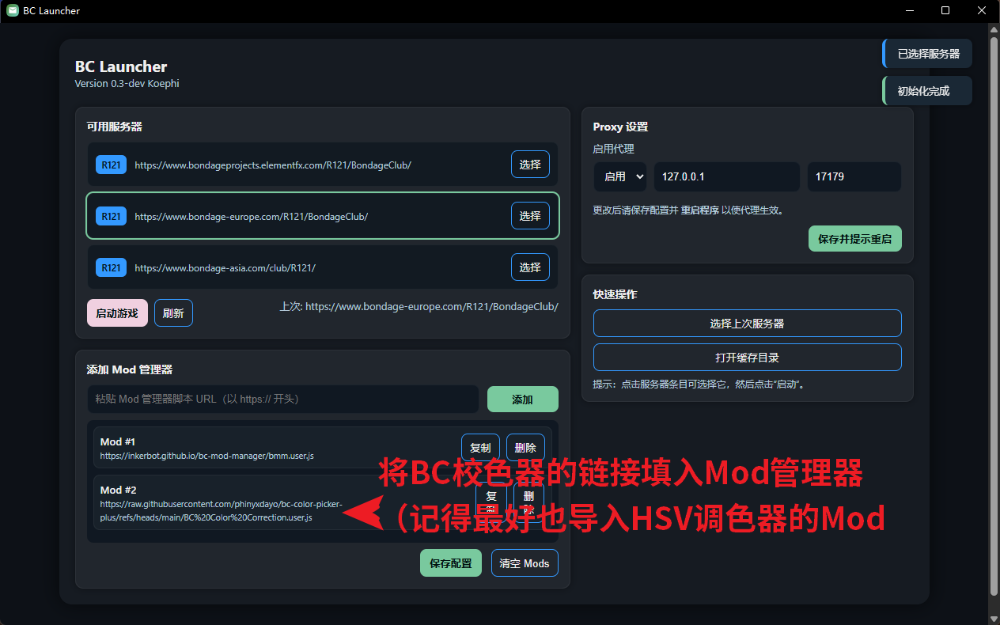 BC Launcher
BC Launcher
Version 0.3-dev Koephi
已选择服务器
初始化完成
可用服务器
R121 https://www.bondageprojects.elementfx.com/R121/BondageClub/ 选择
R121 https://www.bondage-europe.com/R121/BondageClub/ 选择
R121 https://www.bondage-asia.com/club/R121/ 选择
启动游戏 刷新 上次: https://www.bondage-europe.com/R121/BondageClub/
Proxy 设置
启用代理
启用 127.0.0.1 17179
更改后请保存配置并 重启程序 以使代理生效。
保存并提示重启
快速操作
选择上次服务器
打开缓存目录
提示：点击服务器条目可选择它，然后点击“启动”。
添加 Mod 管理器
粘贴 Mod 管理器脚本 URL（以 https:// 开头） 添加
Mod #1
https://inkerbot.github.io/bc-mod-manager/bmm.user.js
复制 删除
Mod #2
https://raw.githubusercontent.com/phinyxdayo/bc-color-picker-
plus/refs/heads/main/BC%20Color%20Correction.user.js
复制 删除
将BC校色器的链接填入Mod管理器
（记得最好也导入HSV调色器的Mod
保存配置 清空 Mods